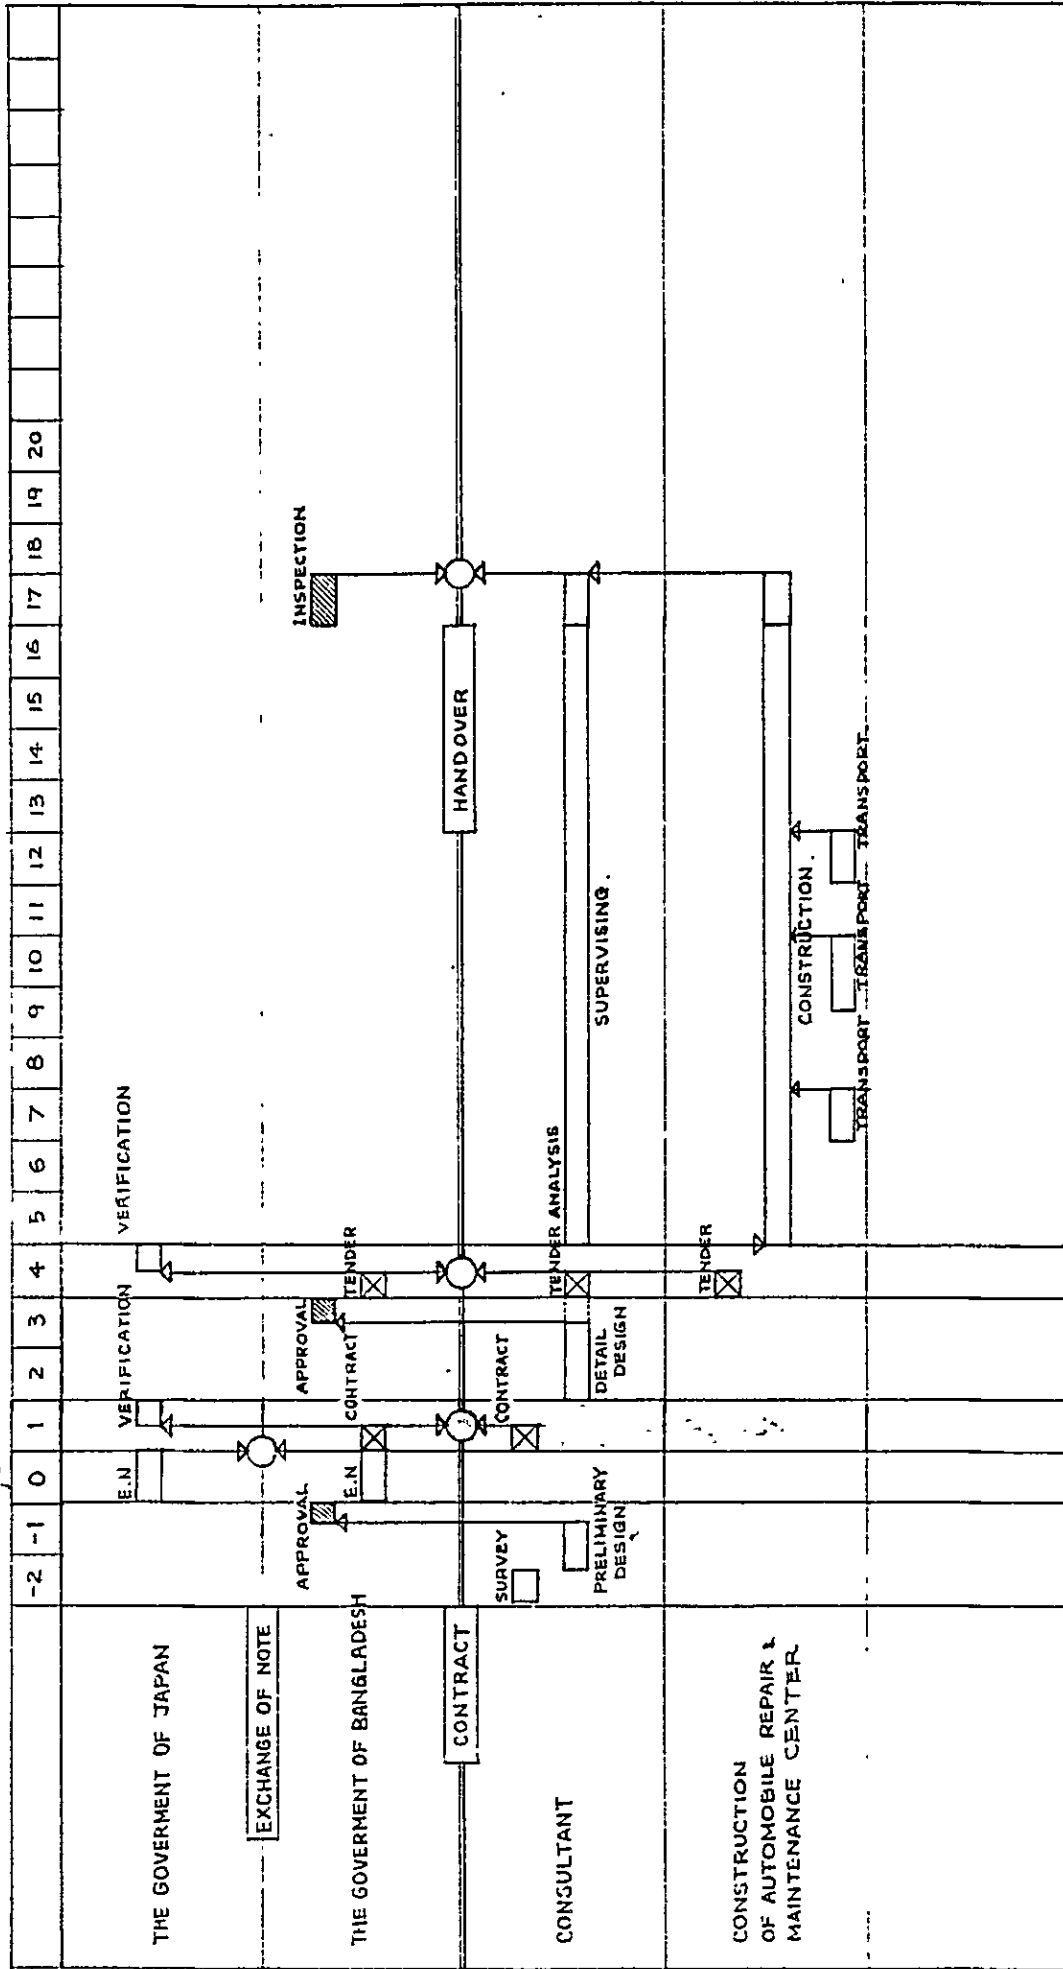 -2 -1 0 1 2 3 4 5 6 7 8 9 10 11 12 13 14 15 16 17 18 19 20
THE GOVERMENT OF JAPAN
E.N
VERIFICATION
VERIFICATION
EXCHANGE OF NOTE
APPROVAL
APPROVAL
INSPECTION
THE GOVERMENT OF BANGLADESH
E.N
CONTRACT
TENDER
CONTRACT
HANDOVER
SURVEY
CONTRACT
TENDER ANALYSIS
CONSULTANT
PRELIMINARY
DESIGN
DETAIL
DESIGN
SUPERVISING.
TENDER
CONSTRUCTION
OF AUTOMOBILE REPAIR &
MAINTENANCE CENTER
CONSTRUCTION.
TRANSPORT
TRANSPORT
TRANSPORT